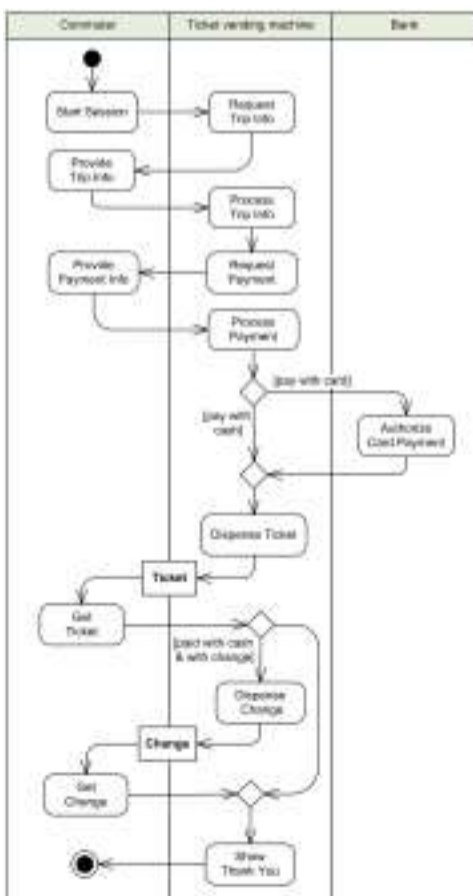 Commuter
Ticket vending machine
Bank
Start Session
Request
Trip Info
Provide
Trip Info
Process
Trip Info
Provide
Payment Info
Request
Payment
Process
Payment
[pay with card]
[pay with
cash]
Authorize
Card Payment
Dispense Ticket
Ticket
Get
Ticket
[paid with cash
& with change]
Dispense
Change
Change
Get
Change
Show
Thank You